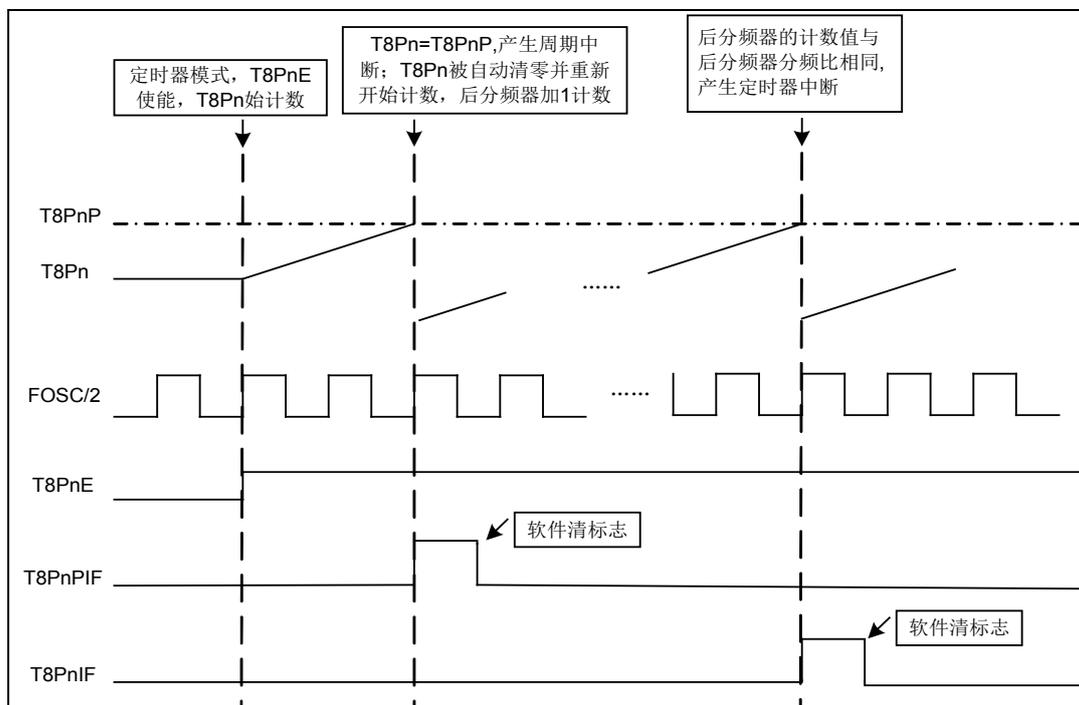 定时器模式，T8PnE
使能，T8Pn始计数
T8Pn=T8PnP,产生周期中
断；T8Pn被自动清零并重新
开始计数，后分频器加1计数
后分频器的计数值与
后分频器分频比相同,
产生定时器中断
T8PnP
T8Pn
......
FOSC/2
......
T8PnE
软件清标志
T8PnPIF
软件清标志
T8PnIF